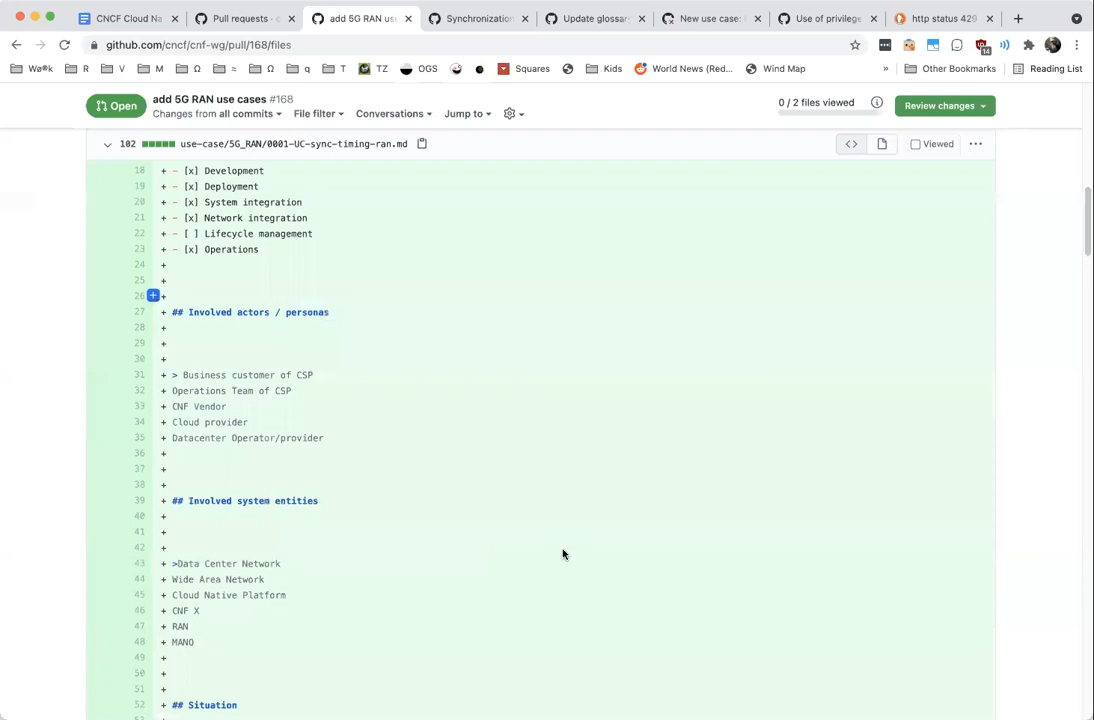 CNCF Cloud Na
Pull requests · c
add 5G RAN use
Synchronization
Update glossar
New use case:
Use of privilege
http status 429
github.com/cncf/cnf-wg/pull/168/files
14
Wø®k
R
V
M
Ω
≈
Ω
q
T
TZ
OGS
Squares
Kids
World News (Red...
Wind Map
»
Other Bookmarks
Reading List
Open
add 5G RAN use cases #168
Changes from all commits
File filter
Conversations
Jump to
0 / 2 files viewed
Review changes
102 use-case/5G_RAN/0001-UC-sync-timing-ran.md
Viewed
18 + - [x] Development
19 + - [x] Deployment
20 + - [x] System integration
21 + - [x] Network integration
22 + - [ ] Lifecycle management
23 + - [x] Operations
24 +
25 +
26 +
27 + ## Involved actors / personas
28 +
29 +
30 +
31 + > Business customer of CSP
32 + Operations Team of CSP
33 + CNF Vendor
34 + Cloud provider
35 + Datacenter Operator/provider
36 +
37 +
38 +
39 + ## Involved system entities
40 +
41 +
42 +
43 + >Data Center Network
44 + Wide Area Network
45 + Cloud Native Platform
46 + CNF X
47 + RAN
48 + MANO
49 +
50 +
51 +
52 + ## Situation